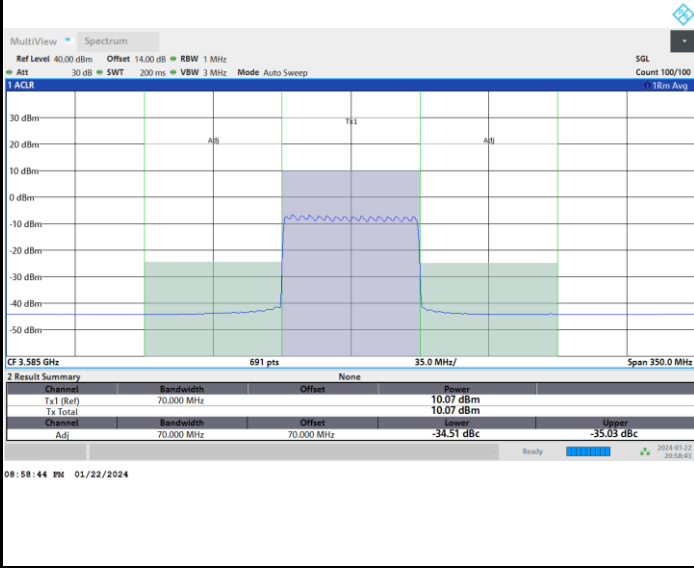 MultiView Spectrum
Ref Level 40.00 dBm Offset 14.00 dB RBW 1 MHz SGL
Att 30 dB SWT 200 ms VBW 3 MHz Mode Auto Sweep Count 100/100
1 ACLR 1Rm Avg
30 dBm
Tx1
20 dBm
Adj Adj
10 dBm
0 dBm
-10 dBm
-20 dBm
-30 dBm
-40 dBm
-50 dBm
CF 3.585 GHz 691 pts 35.0 MHz/ Span 350.0 MHz
2 Result Summary None
Channel Bandwidth Offset Power
Tx1 (Ref) 70.000 MHz 10.07 dBm
Tx Total 10.07 dBm
Channel Bandwidth Offset Lower Upper
Adj 70.000 MHz 70.000 MHz -34.51 dBc -35.03 dBc
Ready 2024-01-22
20:58:43
08:58:44 PM 01/22/2024